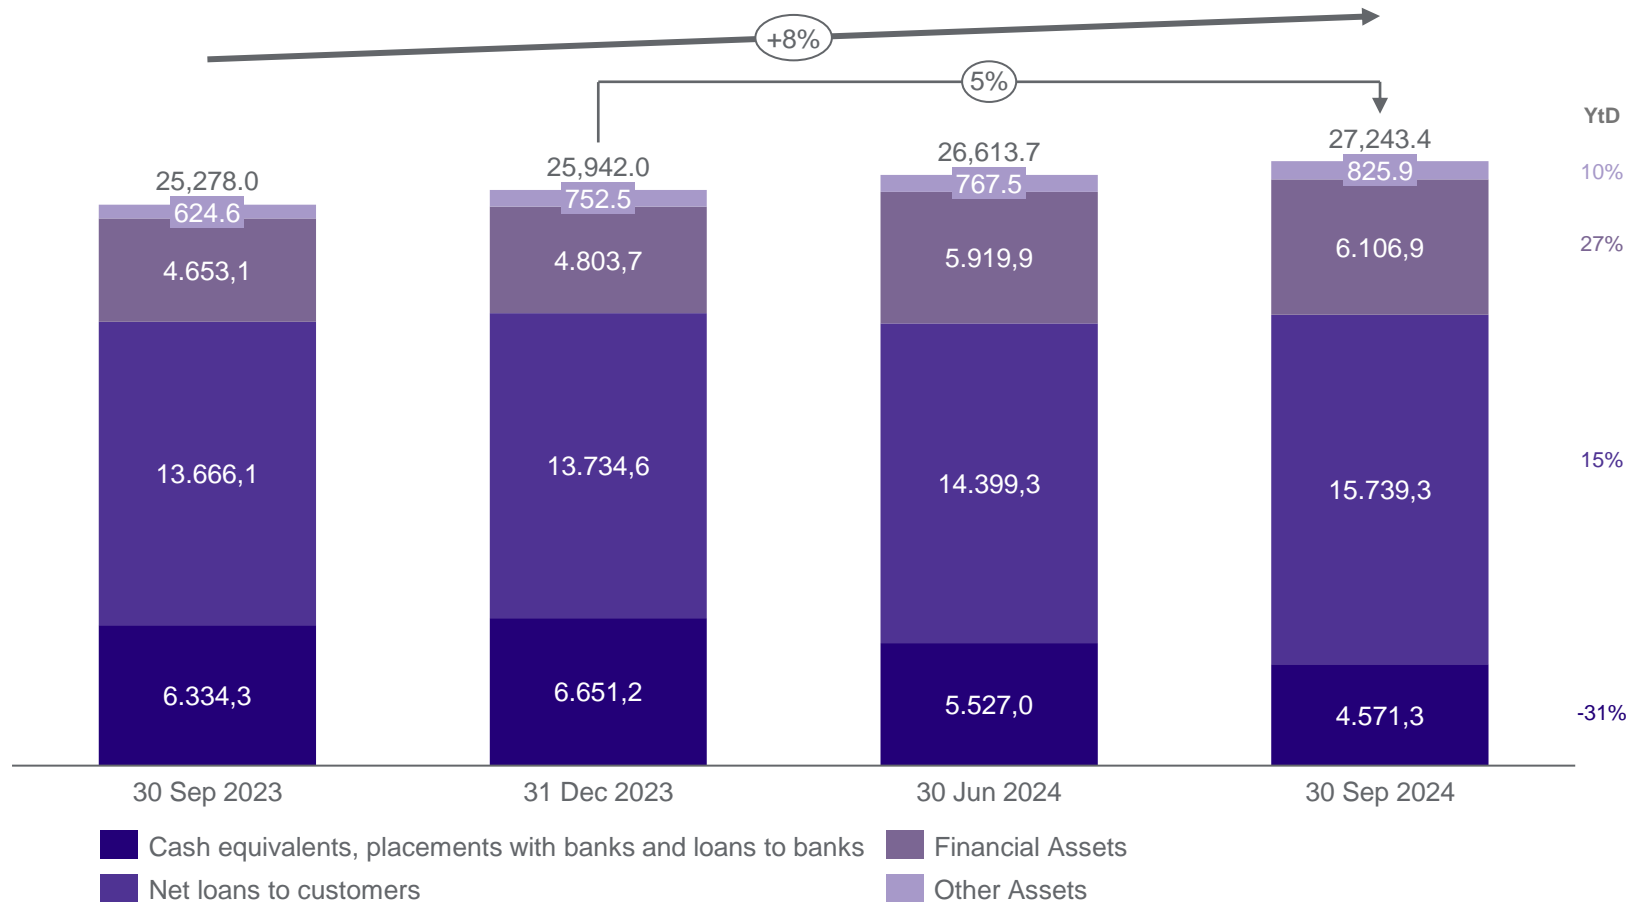 +8%
5%
YtD
25,278.0
25,942.0
26,613.7
27,243.4
624.6
752.5
767.5
825.9
10%
4.653,1
4.803,7
5.919,9
6.106,9
27%
13.666,1
13.734,6
14.399,3
15.739,3
15%
6.334,3
6.651,2
5.527,0
4.571,3
-31%
30 Sep 2023
31 Dec 2023
30 Jun 2024
30 Sep 2024
Cash equivalents, placements with banks and loans to banks
Financial Assets
Net loans to customers
Other Assets